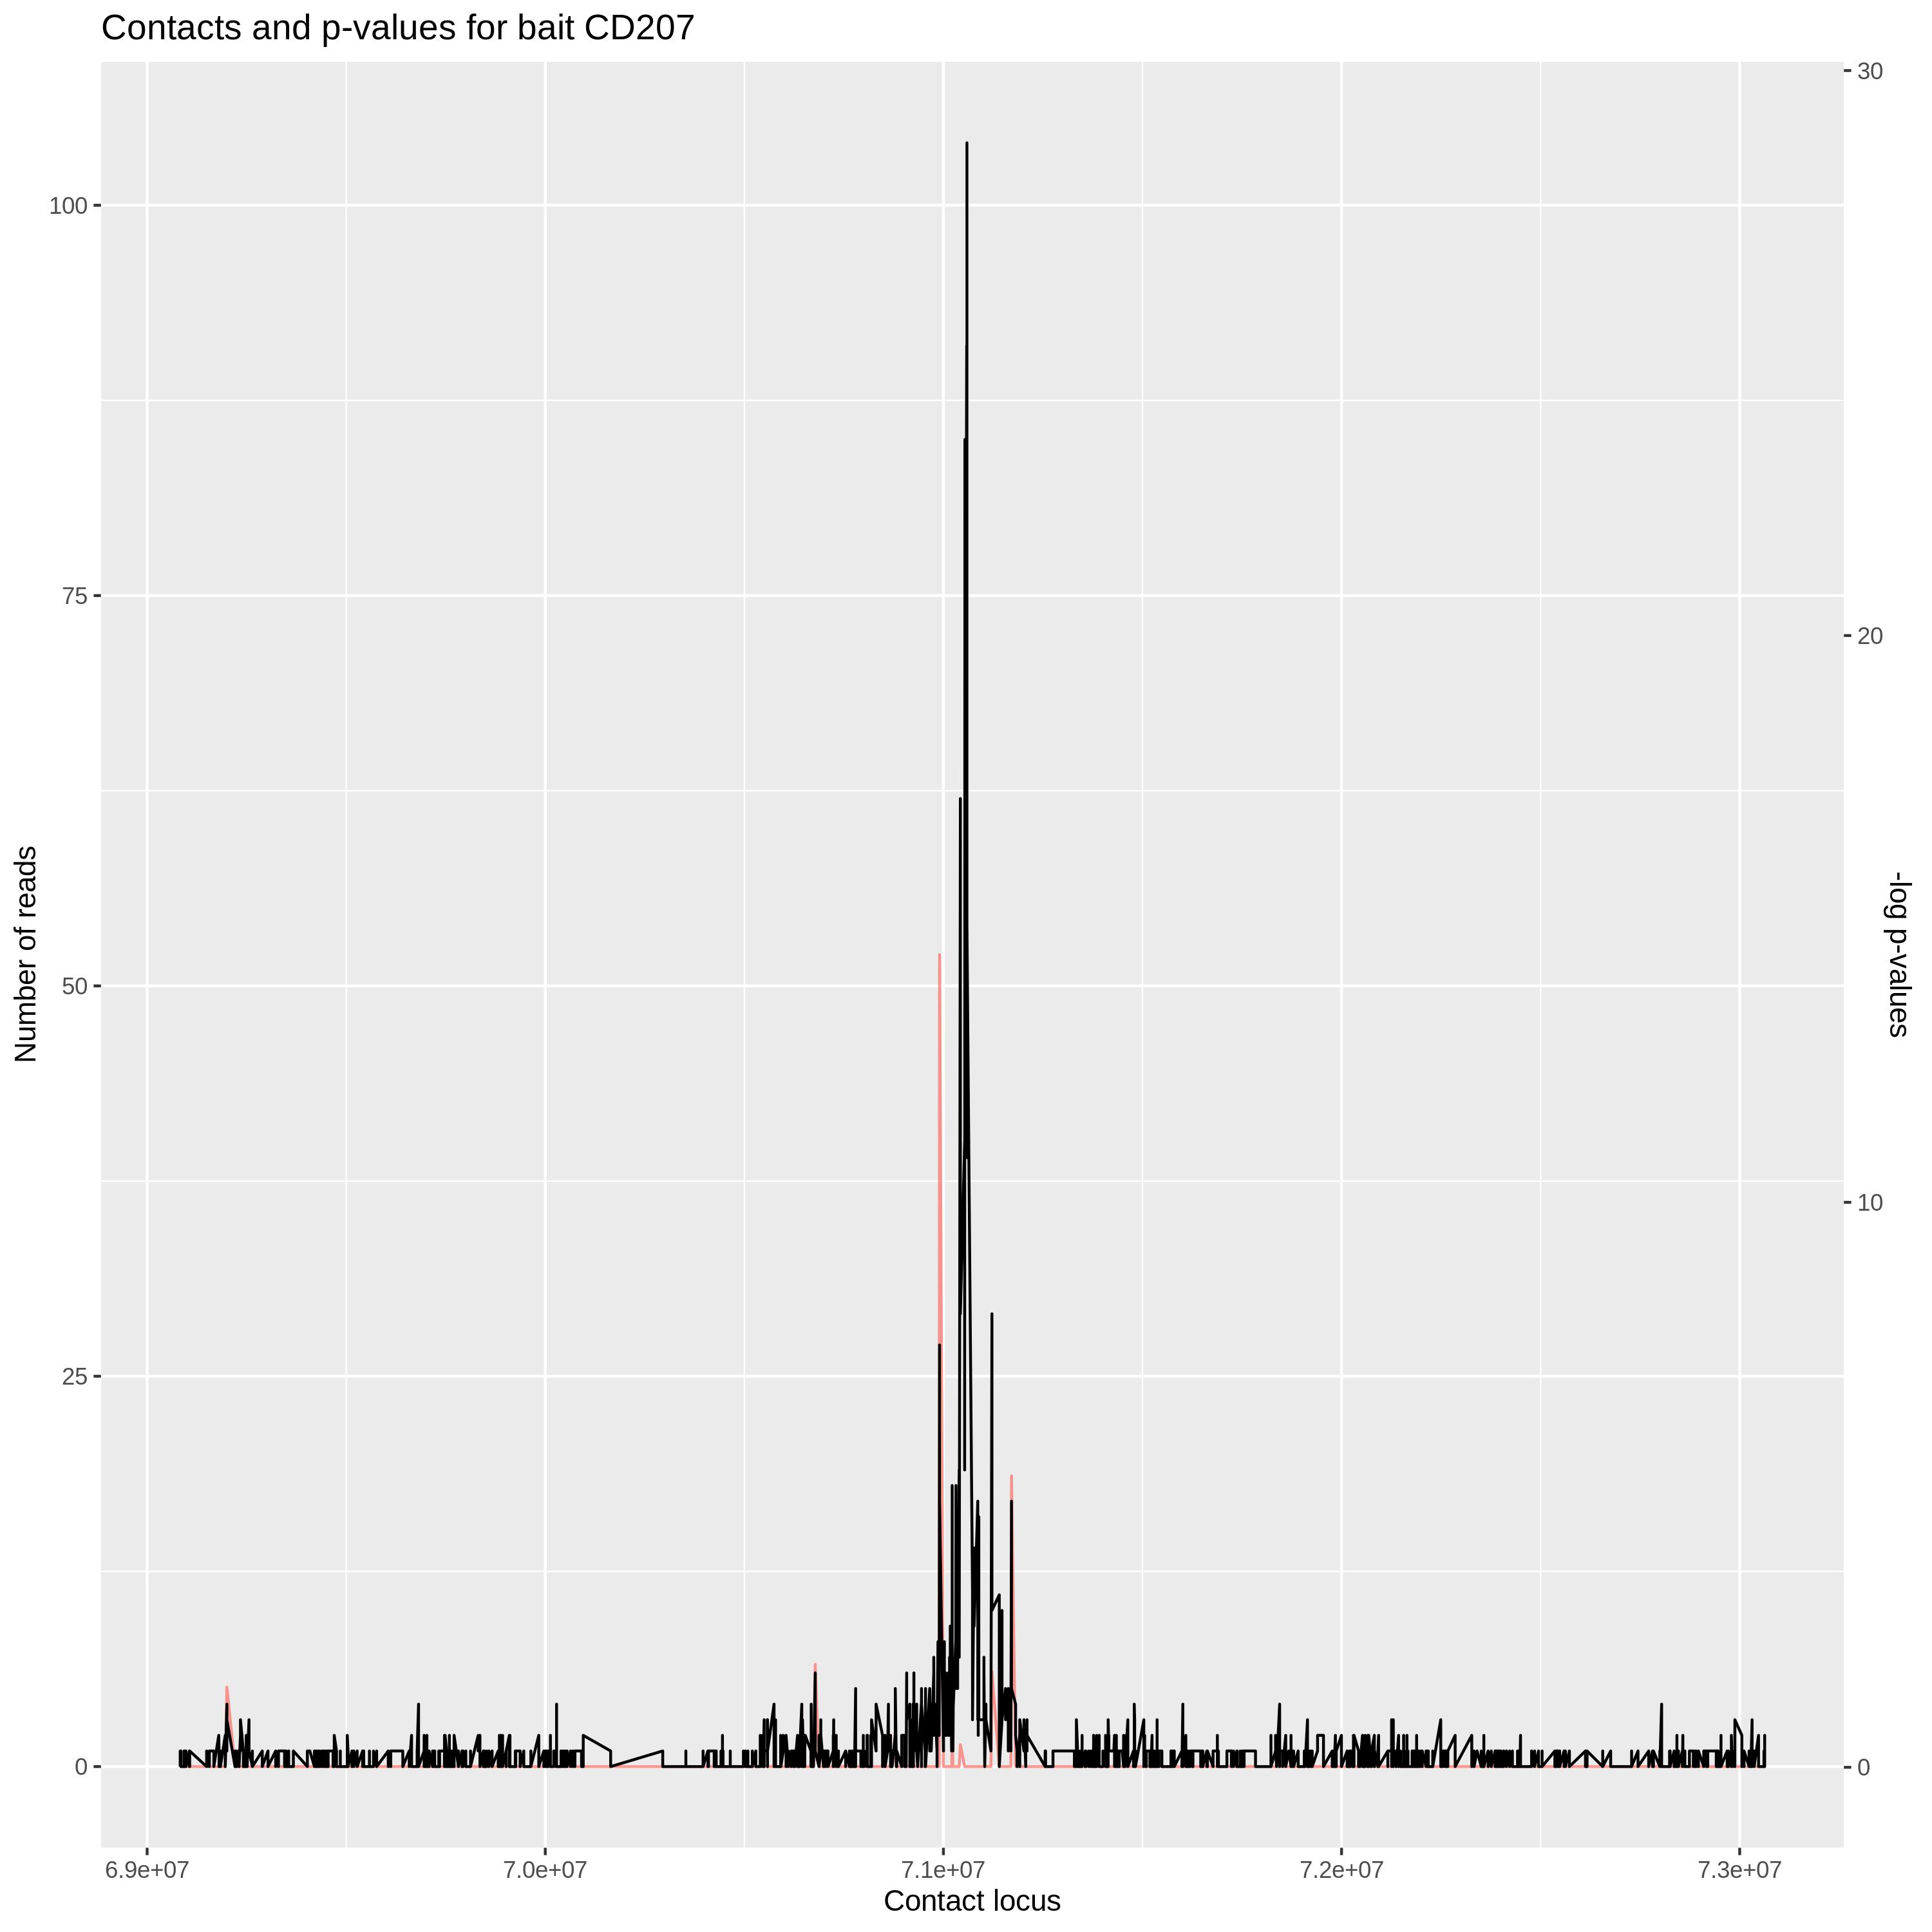 Contacts and p-values for bait CD207
30
100
75
20
Number of reads
-log p-values
50
10
25
0
0
6.9e+07
7.0e+07
7.1e+07
7.2e+07
7.3e+07
Contact locus